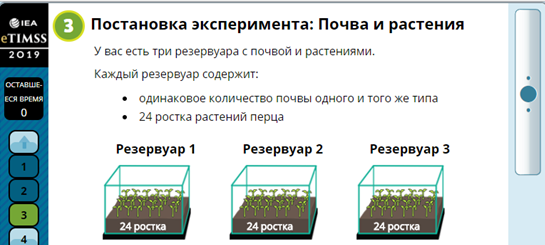 IEA
eTIMSS
2019
ОСТАВШЕ-
ЕСЯ ВРЕМЯ
0
1
2
3
4
3 Постановка эксперимента: Почва и растения
У вас есть три резервуара с почвой и растениями.
Каждый резервуар содержит:
• одинаковое количество почвы одного и того же типа
• 24 ростка растений перца
Резервуар 1 Резервуар 2 Резервуар 3
24 ростка 24 ростка 24 ростка